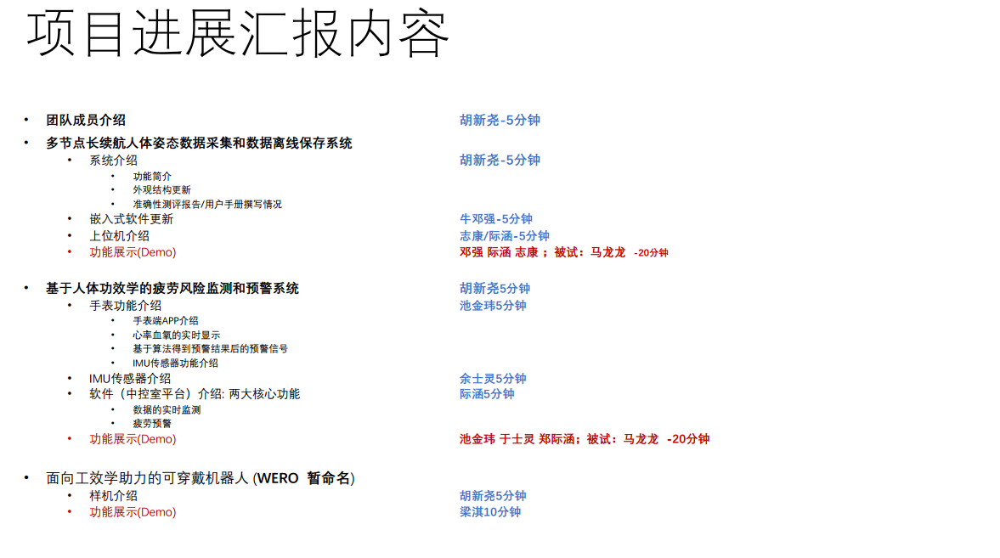 项目进展汇报内容
• 团队成员介绍 胡新尧-5分钟
• 多节点长续航人体姿态数据采集和数据离线保存系统
• 系统介绍 胡新尧-5分钟
• 功能简介
• 外观结构更新
• 准确性测评报告/用户手册撰写情况
• 嵌入式软件更新 牛邓强-5分钟
• 上位机介绍 志康/际涵-5分钟
• 功能展示(Demo) 邓强 际涵 志康 ；被试：马龙龙 -20分钟
• 基于人体功效学的疲劳风险监测和预警系统 胡新尧5分钟
• 手表功能介绍 池金玮5分钟
• 手表端APP介绍
• 心率血氧的实时显示
• 基于算法得到预警结果后的预警信号
• IMU传感器功能介绍
• IMU传感器介绍 余士灵5分钟
• 软件（中控室平台）介绍: 两大核心功能 际涵5分钟
• 数据的实时监测
• 疲劳预警
• 功能展示(Demo) 池金玮 于士灵 郑际涵；被试：马龙龙 -20分钟
• 面向工效学助力的可穿戴机器人 (WERO 暂命名)
• 样机介绍 胡新尧5分钟
• 功能展示(Demo) 梁淇10分钟